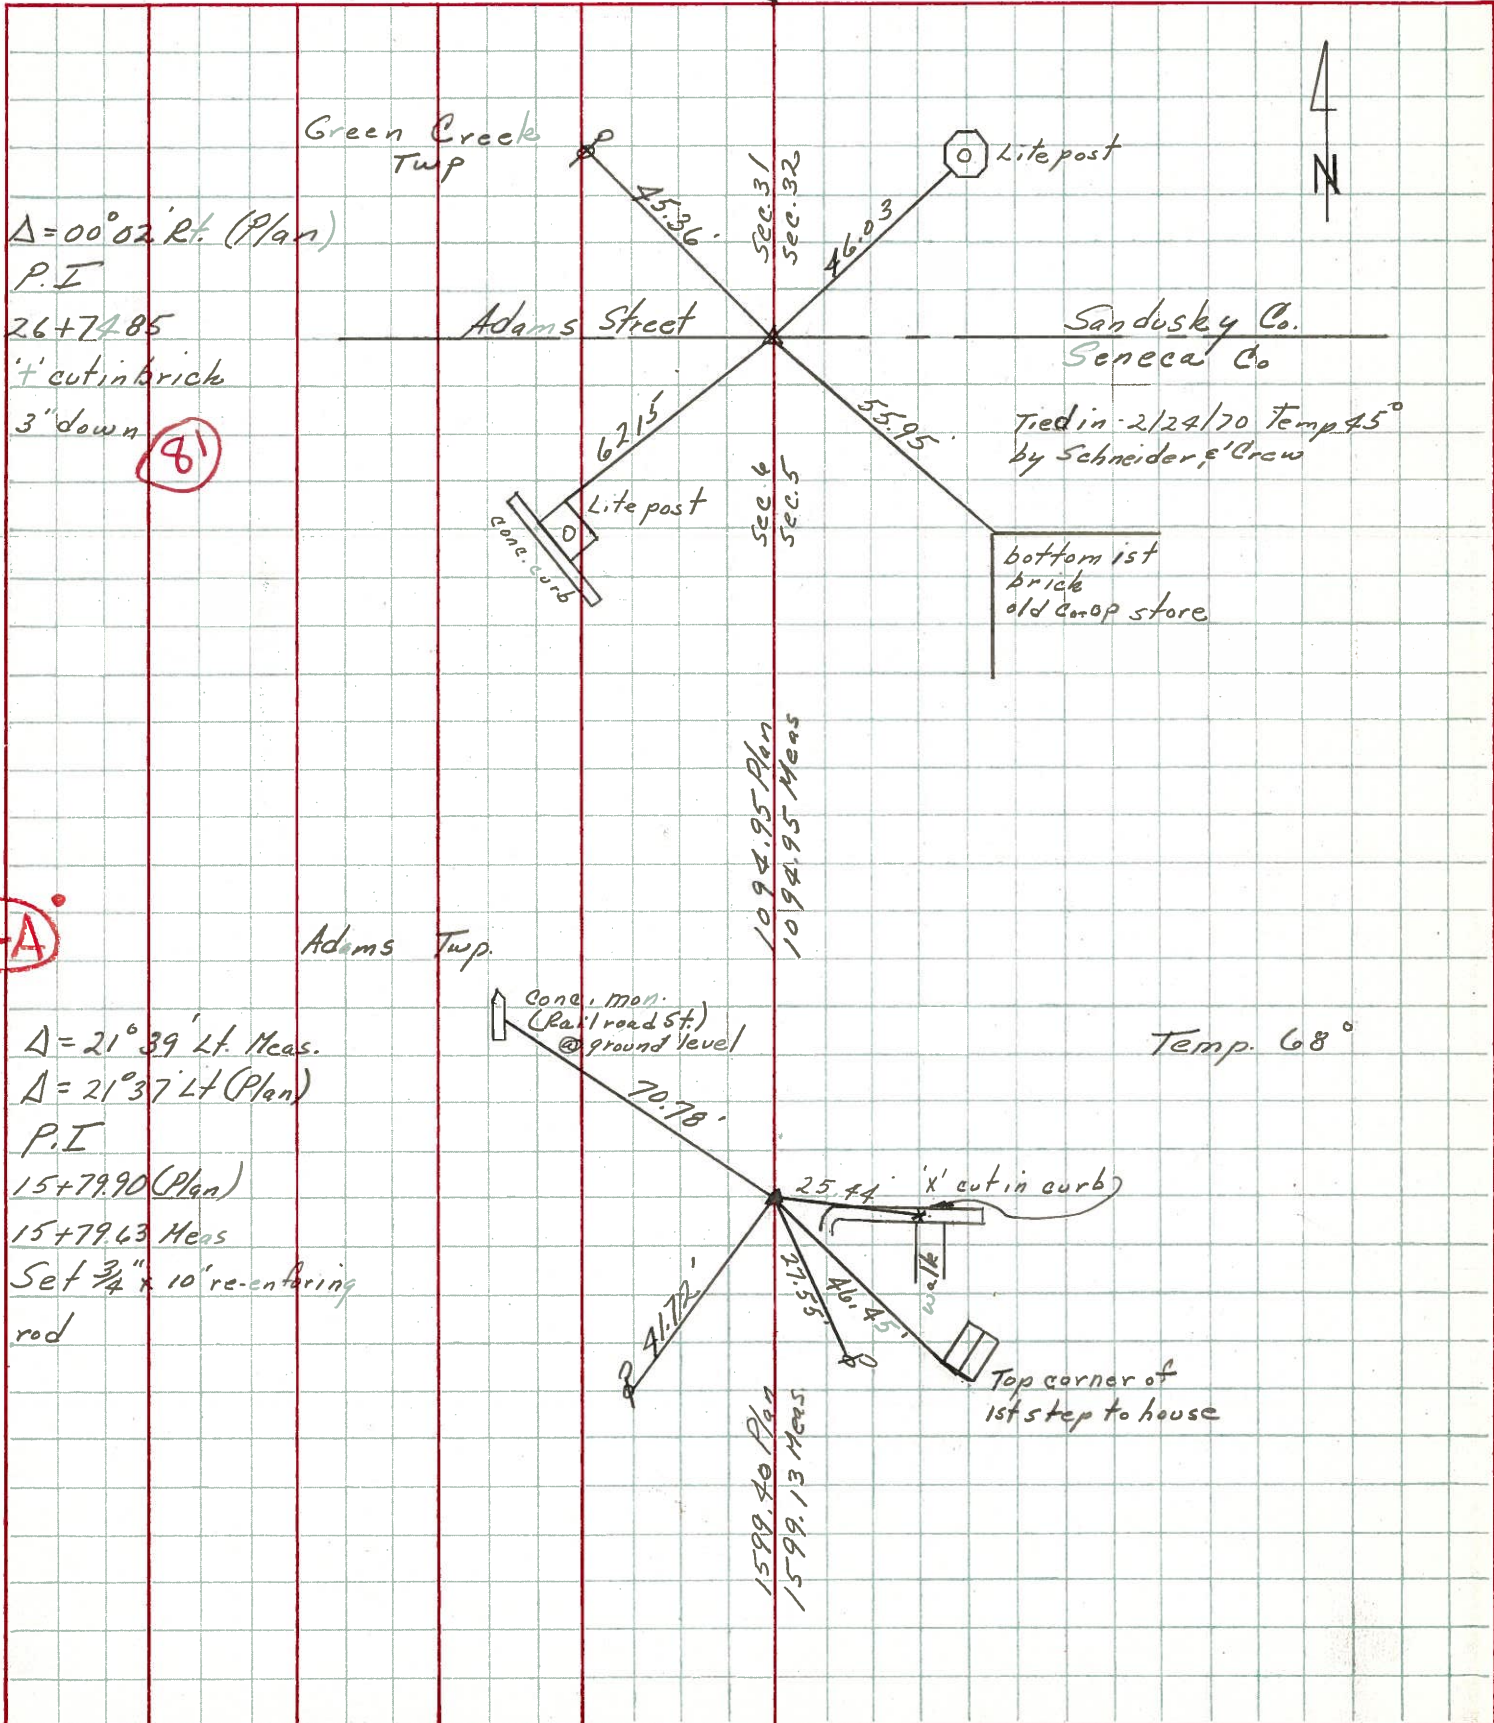 Green Creek
Twp
Δ = 00°02' Rt. (Plan)
P.I
26+74.85
'+' cut in brick
3" down
81
45.36'
Sec. 31
Sec. 32
46.03
Lite post
N
Adams Street
Sandusky Co.
Seneca Co
Tied in - 2/24/70 Temp 45°
by Schneider & Crew
62.15
55.95'
Sec. 6
Sec. 5
Lite post
conc. curb
bottom 1st
brick
old Co-op store
1094.95 Plan
1094.95 Meas
A
Adams Twp.
Conc. mon.
(Railroad St.)
@ ground level
Temp. 68°
70.78'
Δ = 21°39' Lt. Meas.
Δ = 21°37' Lt (Plan)
P.I
15+79.90 (Plan)
15+79.63 Meas
Set 3/4" x 10" re-enforing
rod
25.44'
'X' cut in curb
walk
41.72'
27.55'
46.45'
Top corner of
1st step to house
1599.40 Plan
1599.13 Meas.